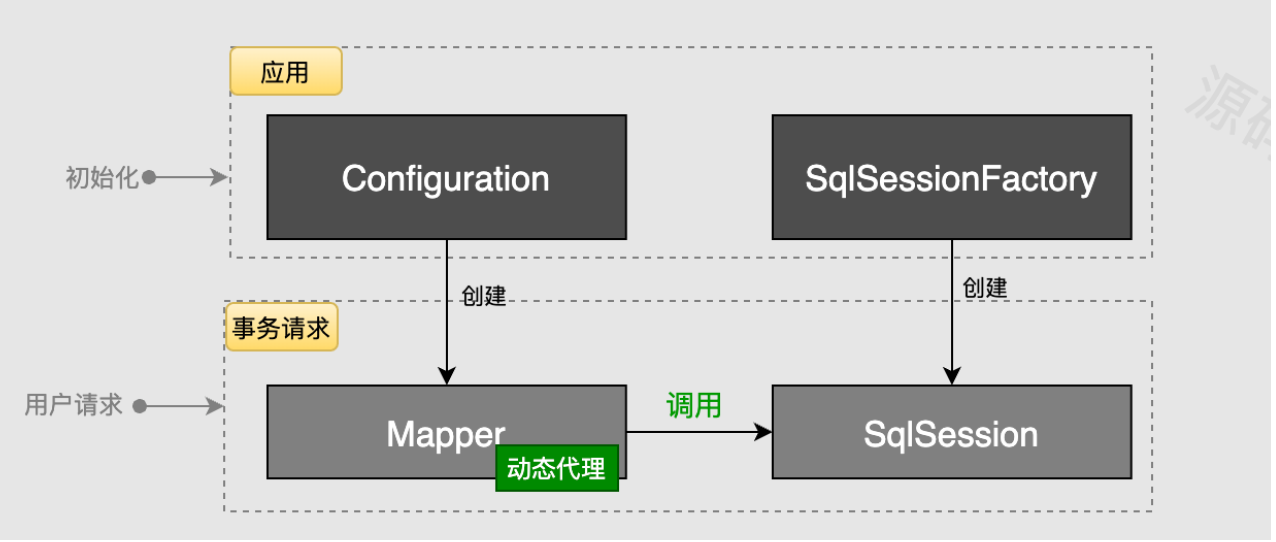 应用
Configuration
SqlSessionFactory
初始化
创建
创建
事务请求
用户请求
Mapper
动态代理
调用
SqlSession
源码